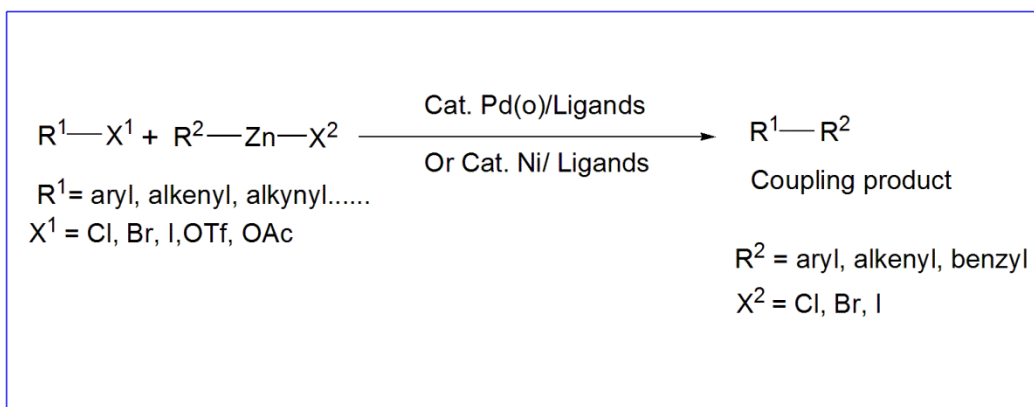 Cat. Pd(o)/Ligands
R¹—X¹ + R²—Zn—X²
R¹—R²
Or Cat. Ni/ Ligands
Coupling product
R¹= aryl, alkenyl, alkynyl......
X¹ = Cl, Br, I,OTf, OAc
R² = aryl, alkenyl, benzyl
X² = Cl, Br, I